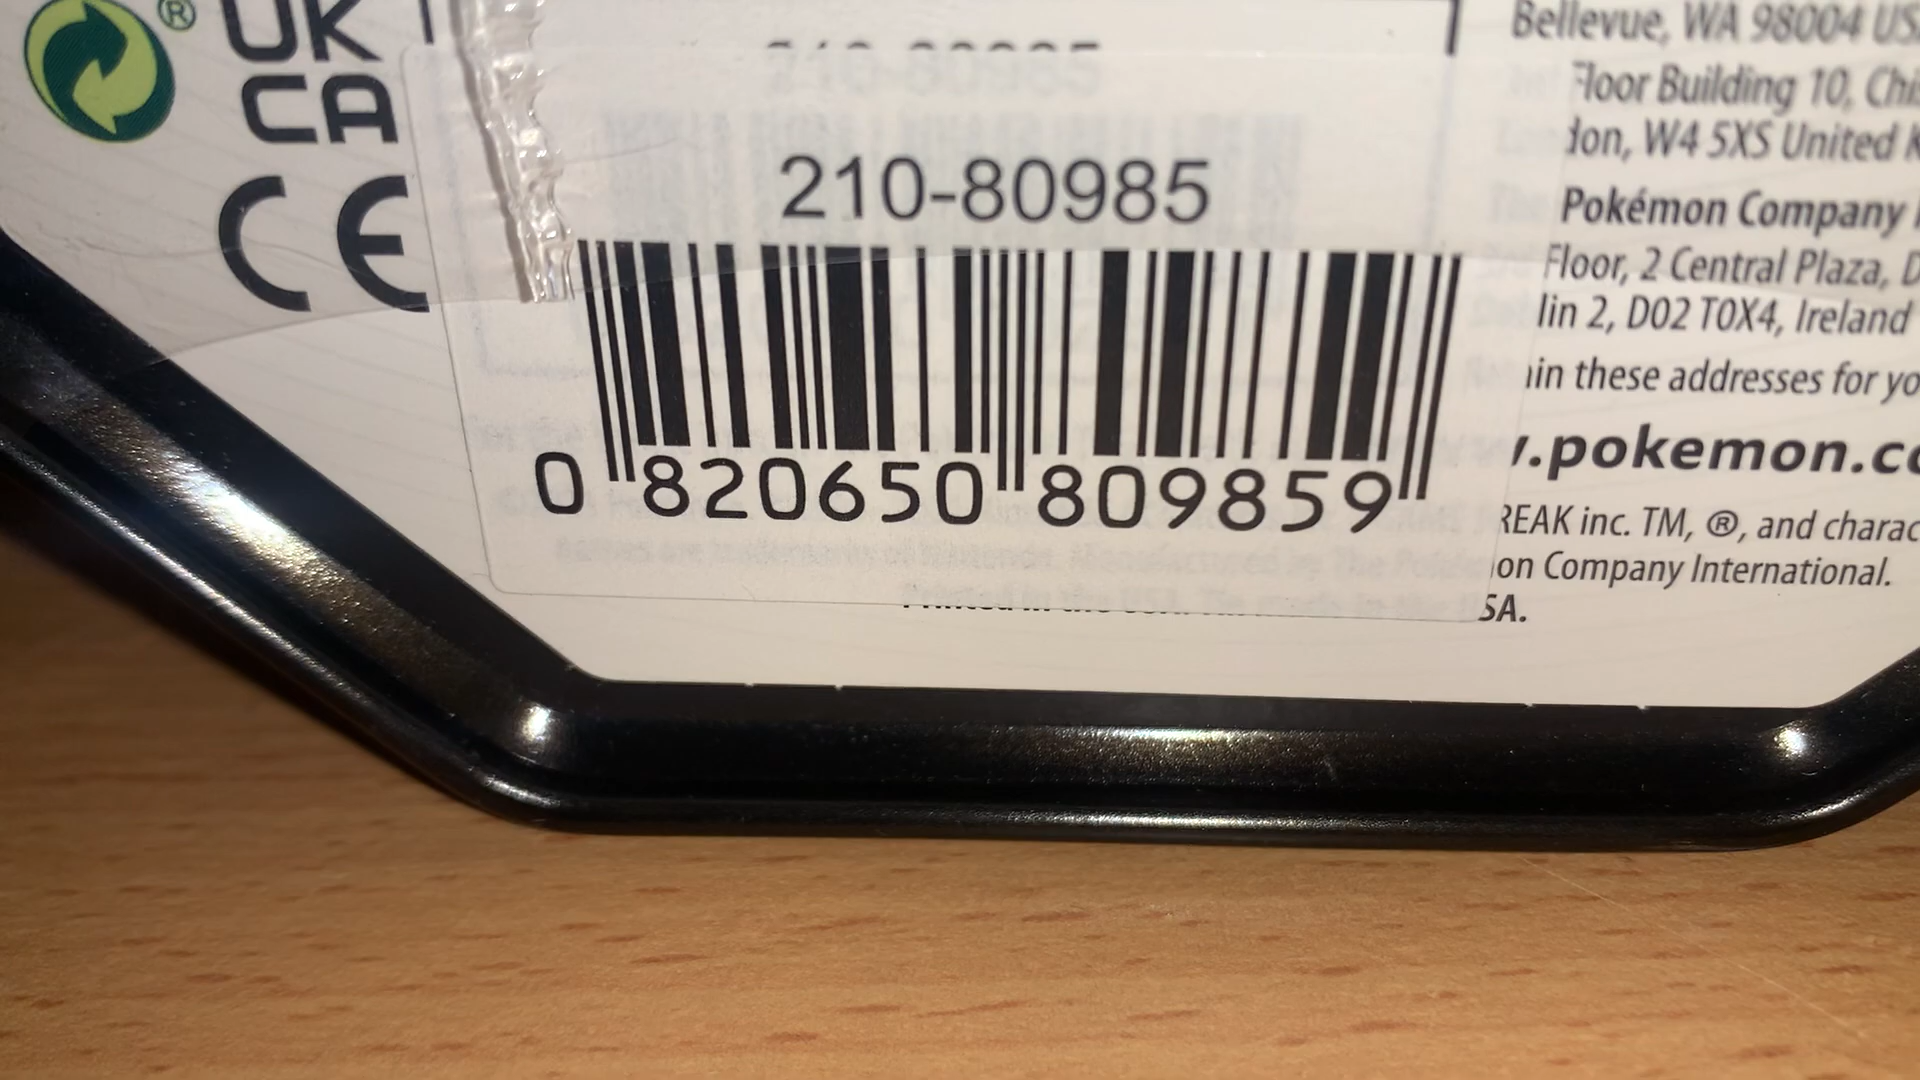 ®
UK
CA
CE
210-80985
0 820650 809859
Bellevue, WA 98004 US
Floor Building 10, Chis
don, W4 5XS United K
Pokémon Company I
Floor, 2 Central Plaza, D
lin 2, D02 T0X4, Ireland
in these addresses for yo
.pokemon.co
REAK inc. TM, ®, and charac
on Company International.
SA.